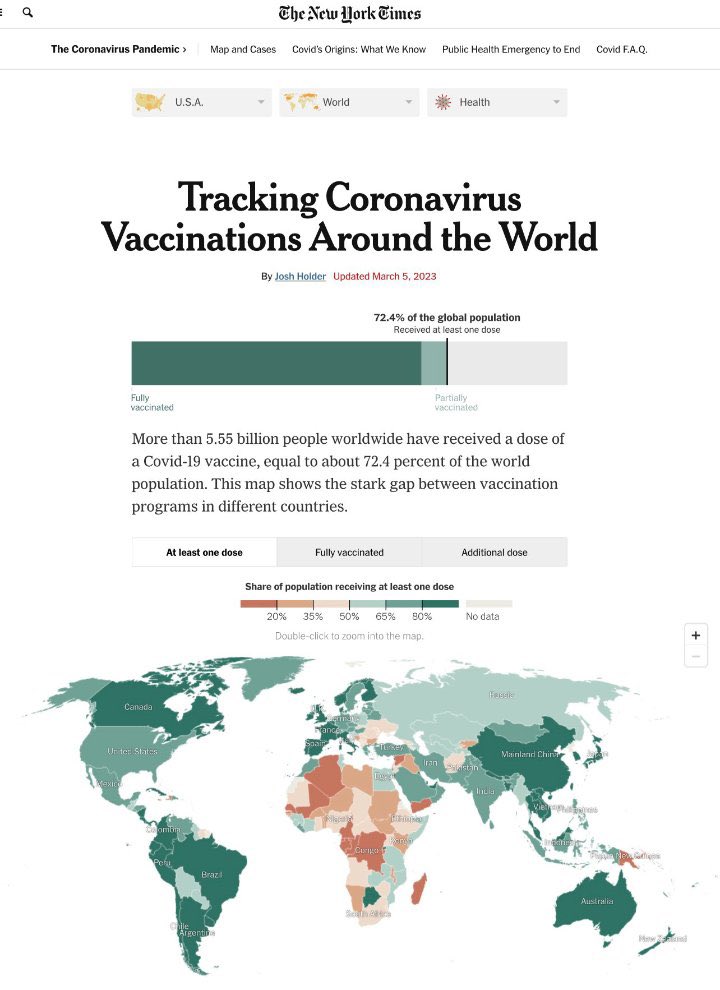 The New York Times
The Coronavirus Pandemic › Map and Cases Covid's Origins: What We Know Public Health Emergency to End Covid F.A.Q.
U.S.A. World Health
Tracking Coronavirus
Vaccinations Around the World
By Josh Holder Updated March 5, 2023
72.4% of the global population
Received at least one dose
Fully
vaccinated
Partially
vaccinated
More than 5.55 billion people worldwide have received a dose of
a Covid-19 vaccine, equal to about 72.4 percent of the world
population. This map shows the stark gap between vaccination
programs in different countries.
At least one dose Fully vaccinated Additional dose
Share of population receiving at least one dose
20% 35% 50% 65% 80% No data
Double-click to zoom into the map.
+
−
Russia
Canada
Germany
France
Spain
Turkey
United States
Mainland China
Iran
Pakistan
Egypt
Mexico
India
Vietnam
Philippines
Nigeria
Ethiopia
Colombia
Kenya
Indonesia
Congo
Papua New Guinea
Peru
Brazil
Australia
South Africa
Chile
Argentina
New Zealand